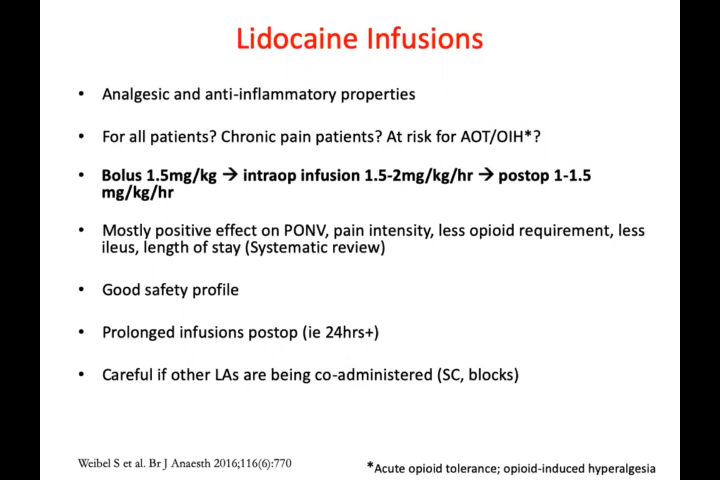 Lidocaine Infusions
• Analgesic and anti-inflammatory properties
• For all patients? Chronic pain patients? At risk for AOT/OIH*?
• Bolus 1.5mg/kg → intraop infusion 1.5-2mg/kg/hr → postop 1-1.5
mg/kg/hr
• Mostly positive effect on PONV, pain intensity, less opioid requirement, less
ileus, length of stay (Systematic review)
• Good safety profile
• Prolonged infusions postop (ie 24hrs+)
• Careful if other LAs are being co-administered (SC, blocks)
Weibel S et al. Br J Anaesth 2016;116(6):770
*Acute opioid tolerance; opioid-induced hyperalgesia